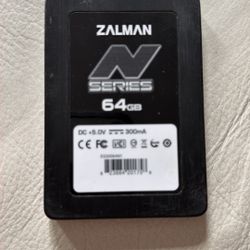 ZALMAN
N
SERIES
64GB
DC +5.0V ⎓ 300mA